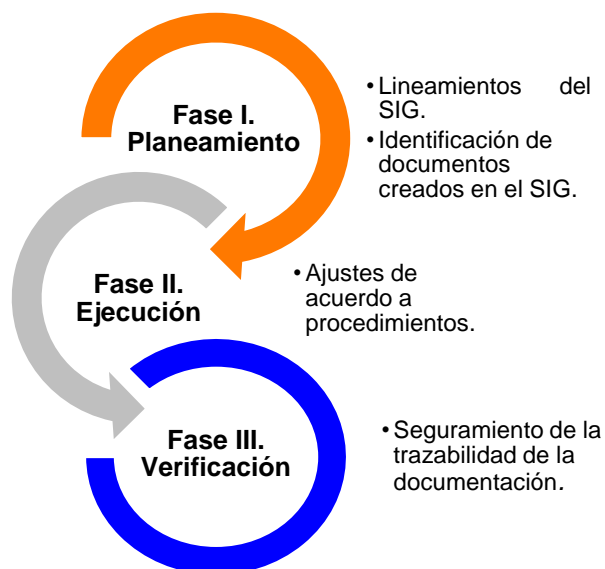 Fase I.
Planeamiento
• Lineamientos del
SIG.
• Identificación de
documentos
creados en el SIG.
Fase II.
Ejecución
• Ajustes de
acuerdo a
procedimientos.
Fase III.
Verificación
• Seguramiento de la
trazabilidad de la
documentación.